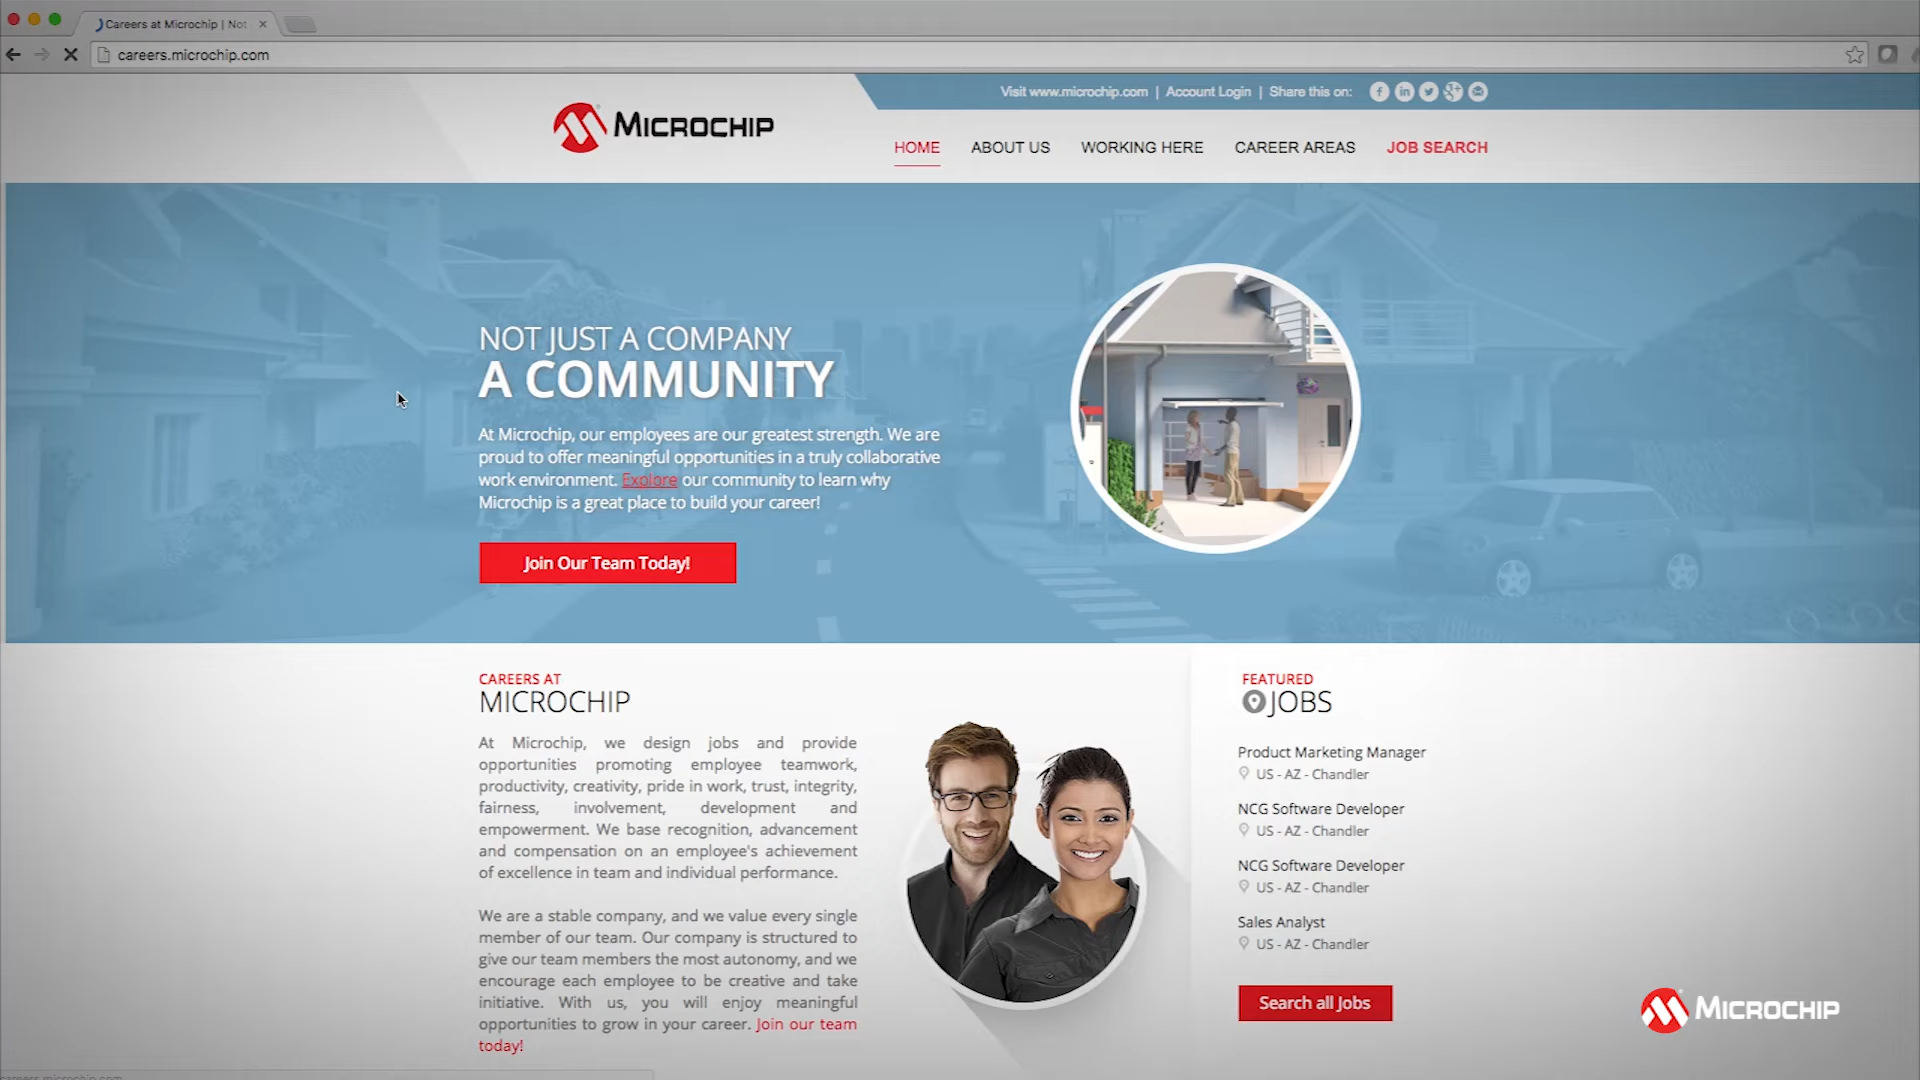 Careers at Microchip | Not
careers.microchip.com
Visit www.microchip.com | Account Login | Share this on:
MICROCHIP
HOME ABOUT US WORKING HERE CAREER AREAS JOB SEARCH
NOT JUST A COMPANY
A COMMUNITY
At Microchip, our employees are our greatest strength. We are
proud to offer meaningful opportunities in a truly collaborative
work environment. Explore our community to learn why
Microchip is a great place to build your career!
Join Our Team Today!
CAREERS AT
MICROCHIP
At Microchip, we design jobs and provide
opportunities promoting employee teamwork,
productivity, creativity, pride in work, trust, integrity,
fairness, involvement, development and
empowerment. We base recognition, advancement
and compensation on an employee's achievement
of excellence in team and individual performance.
We are a stable company, and we value every single
member of our team. Our company is structured to
give our team members the most autonomy, and we
encourage each employee to be creative and take
initiative. With us, you will enjoy meaningful
opportunities to grow in your career. Join our team
today!
FEATURED
JOBS
Product Marketing Manager
US - AZ - Chandler
NCG Software Developer
US - AZ - Chandler
NCG Software Developer
US - AZ - Chandler
Sales Analyst
US - AZ - Chandler
Search all Jobs
MICROCHIP